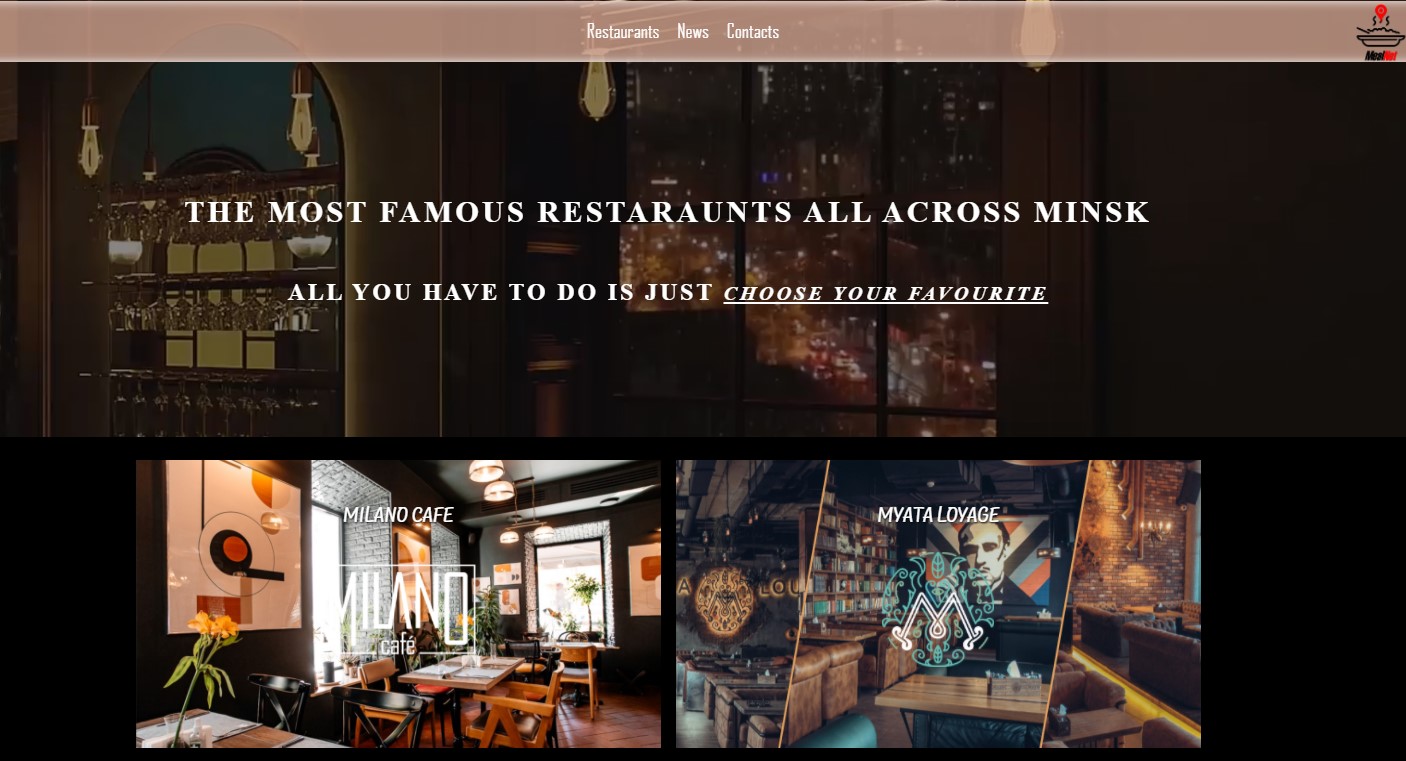 Restaurants News Contacts
MealNet
THE MOST FAMOUS RESTARAUNTS ALL ACROSS MINSK
ALL YOU HAVE TO DO IS JUST CHOOSE YOUR FAVOURITE
MILANO CAFE
MILANO
café
MYATA LOYAGE
A LOU
M